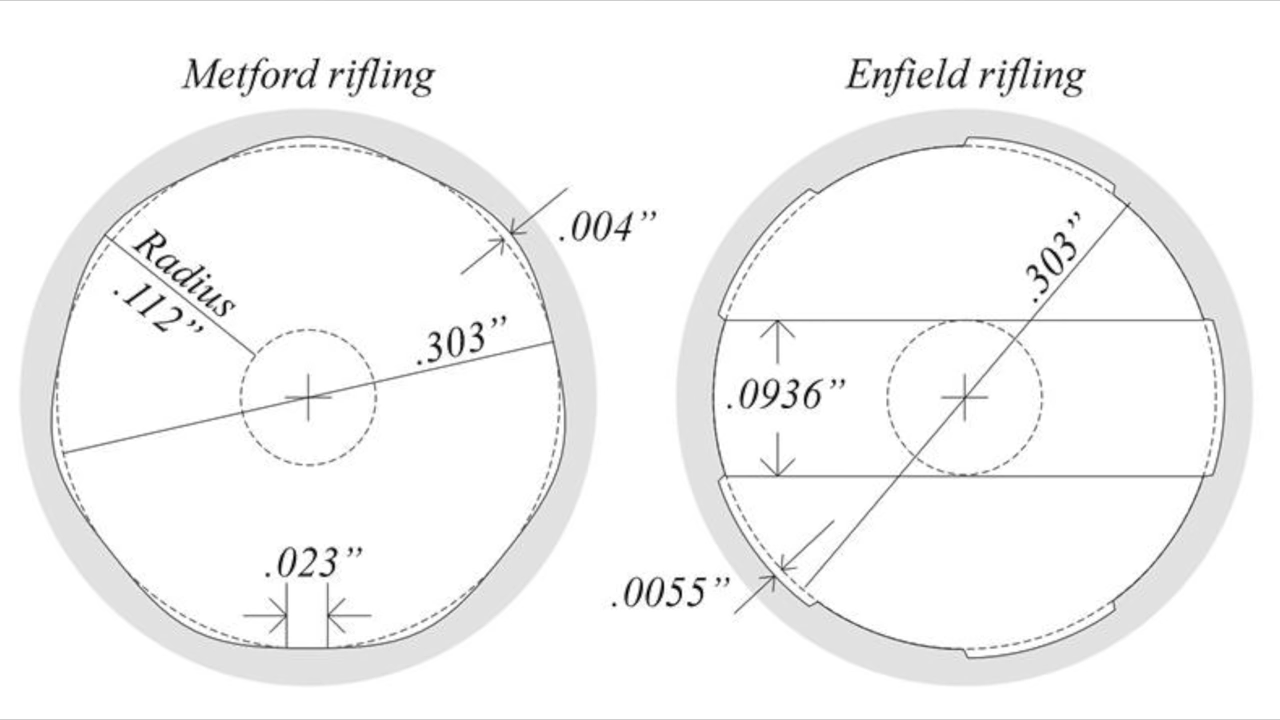 Metford rifling
Radius
.112”
.004”
.303”
.023”
Enfield rifling
.303”
.0936”
.0055”